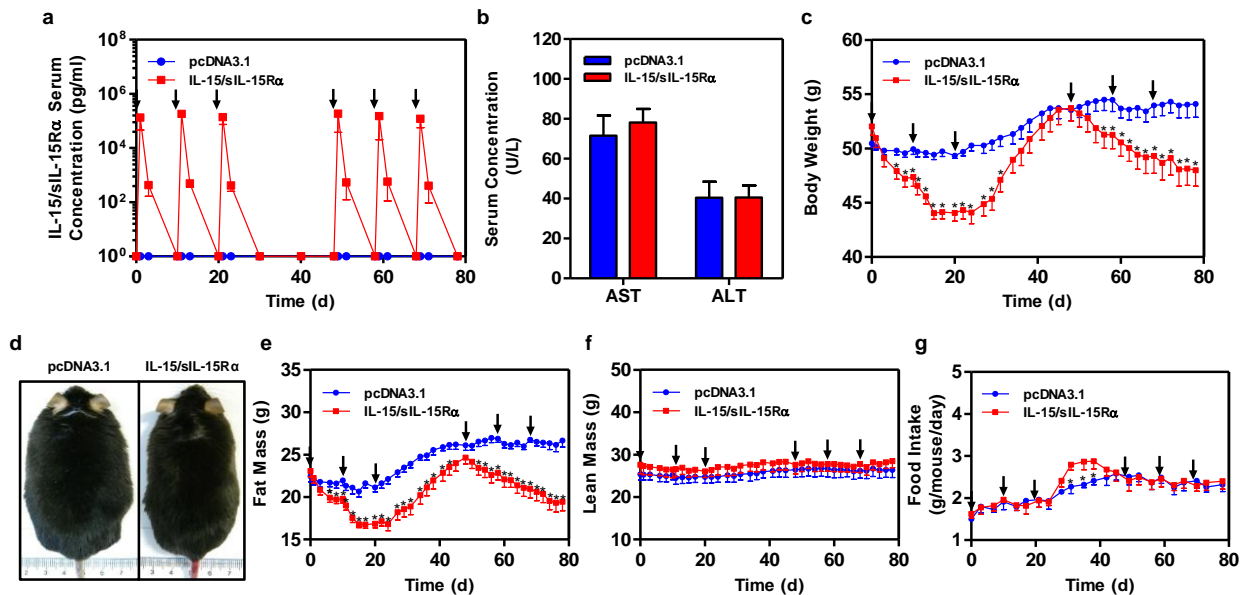 a
IL-15/sIL-15Rα Serum
Concentration (pg/ml)
10⁸
10⁶
10⁴
10²
10⁰
pcDNA3.1
IL-15/sIL-15Rα
0 20 40 60 80
Time (d)
b
Serum Concentration
(U/L)
120
100
80
60
40
20
0
pcDNA3.1
IL-15/sIL-15Rα
AST ALT
c
Body Weight (g)
60
55
50
45
40
pcDNA3.1
IL-15/sIL-15Rα
0 20 40 60 80
Time (d)
d
pcDNA3.1 IL-15/sIL-15Rα
e
Fat Mass (g)
35
30
25
20
15
pcDNA3.1
IL-15/sIL-15Rα
* * * * * * * * * * * * * * * * * * * * * * * * * *
0 20 40 60 80
Time (d)
f
Lean Mass (g)
50
40
30
20
10
pcDNA3.1
IL-15/sIL-15Rα
0 20 40 60 80
Time (d)
g
Food Intake
(g/mouse/day)
5
4
3
2
1
pcDNA3.1
IL-15/sIL-15Rα
* * * *
0 20 40 60 80
Time (d)